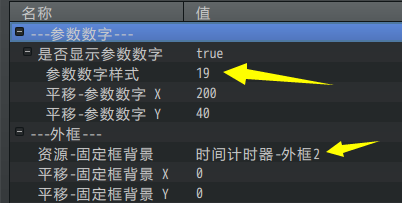 名称 值
---参数数字---
是否显示参数数字 true
参数数字样式 19
平移-参数数字 X 200
平移-参数数字 Y 40
---外框---
资源-固定框背景 时间计时器-外框2
平移-固定框背景 X 0
平移-固定框背景 Y 0